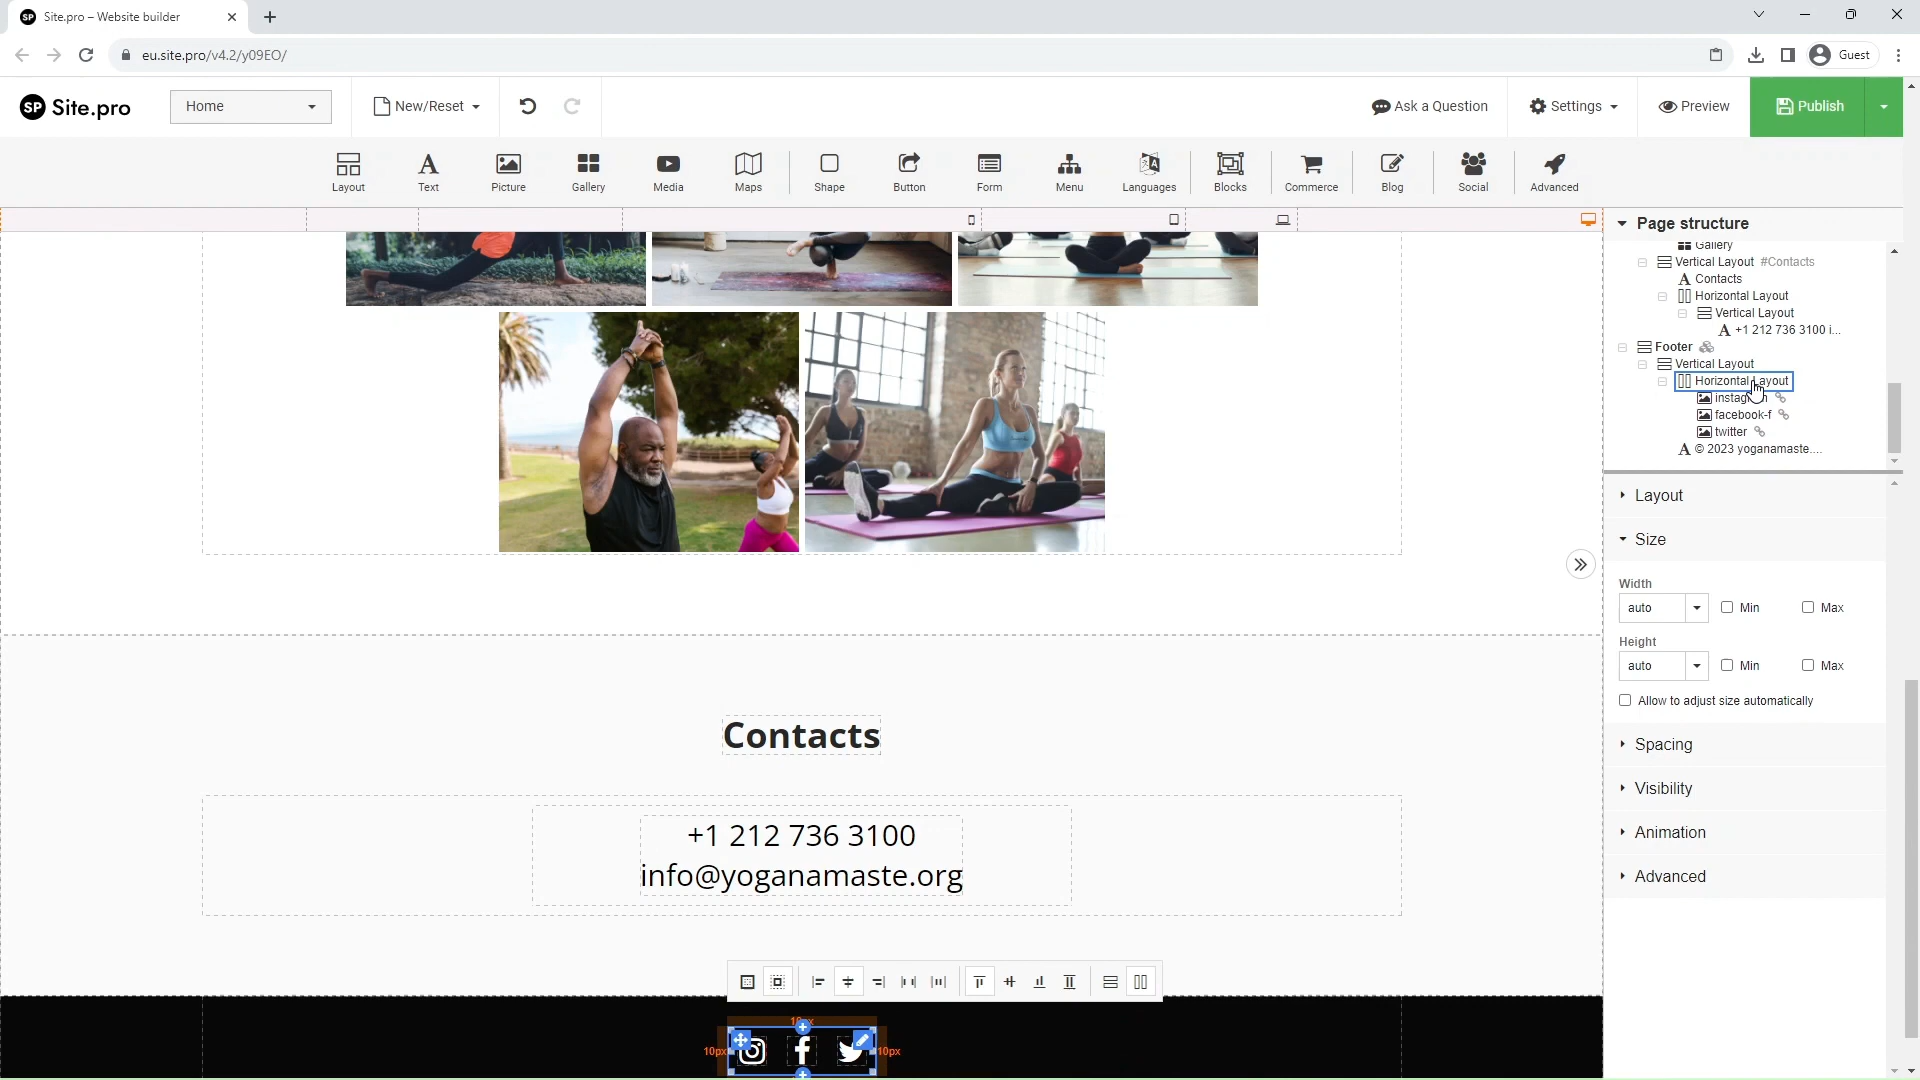 Site.pro – Website builder
eu.site.pro/v4.2/y09EO/
Guest
SP Site.pro
Home
New/Reset
Ask a Question
Settings
Preview
Publish
Layout
Text
Picture
Gallery
Media
Maps
Shape
Button
Form
Menu
Languages
Blocks
Commerce
Blog
Social
Advanced
Page structure
Gallery
Vertical Layout #Contacts
Contacts
Horizontal Layout
Vertical Layout
+1 212 736 3100 i...
Footer
Vertical Layout
Horizontal Layout
facebook-f
twitter
© 2023 yoganamaste....
Layout
Size
Width
auto Min Max
Height
auto Min Max
Allow to adjust size automatically
Spacing
Visibility
Animation
Advanced
Contacts
+1 212 736 3100
info@yoganamaste.org
10px 10px